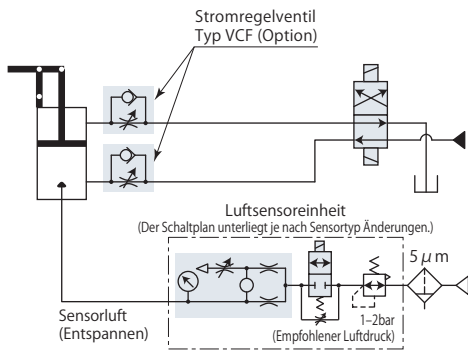 Stromregelventil
Typ VCF (Option)
Luftsensoreinheit
(Der Schaltplan unterliegt je nach Sensortyp Änderungen.)
5 μ m
Sensorluft
(Entspannen)
1–2bar
(Empfohlener Luftdruck)